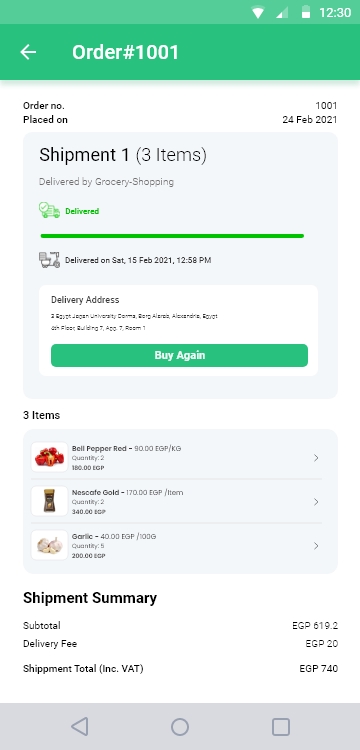 12:30
Order#1001
Order no. 1001
Placed on 24 Feb 2021
Shipment 1 (3 Items)
Delivered by Grocery-Shopping
Delivered
Delivered on Sat, 15 Feb 2021, 12:58 PM
Delivery Address
3 Egypt Japan University Dorms, Borg Alarab, Alexandria, Egypt
4th Floor, Building 7, App. 7, Room 1
Buy Again
3 Items
Bell Pepper Red - 90.00 EGP/KG
Quantity: 2
180.00 EGP
Nescafe Gold - 170.00 EGP /Item
Quantity: 2
340.00 EGP
Garlic - 40.00 EGP /100G
Quantity: 5
200.00 EGP
Shipment Summary
Subtotal EGP 619.2
Delivery Fee EGP 20
Shippment Total (Inc. VAT) EGP 740